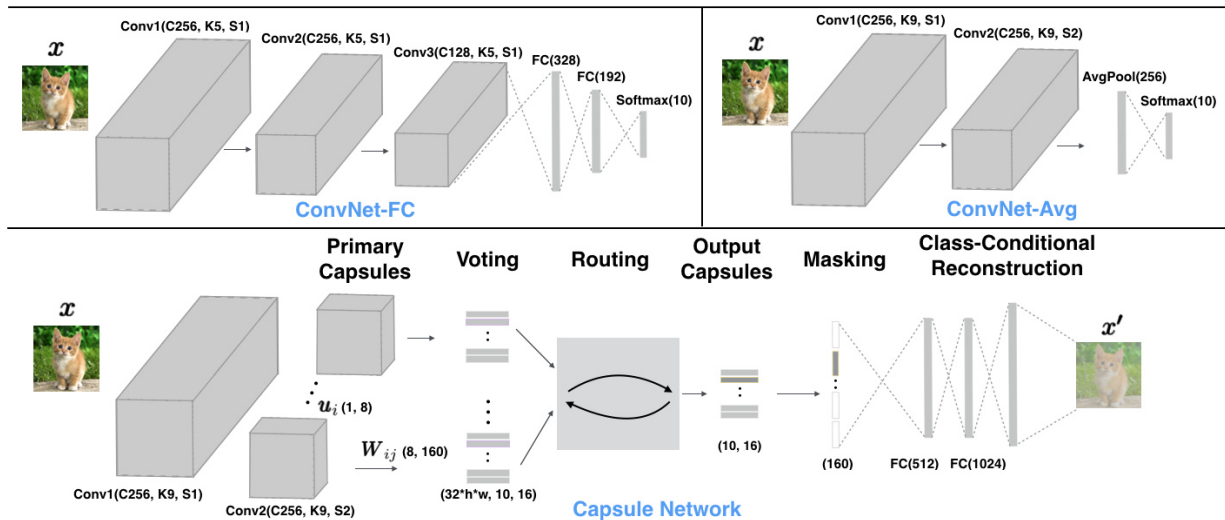 x
Conv1(C256, K5, S1)
Conv2(C256, K5, S1)
Conv3(C128, K5, S1)
FC(328)
FC(192)
Softmax(10)
ConvNet-FC
x
Conv1(C256, K9, S1)
Conv2(C256, K9, S2)
AvgPool(256)
Softmax(10)
ConvNet-Avg
Primary
Capsules
Voting
Routing
Output
Capsules
Masking
Class-Conditional
Reconstruction
x
u_i (1, 8)
W_ij (8, 160)
Conv1(C256, K9, S1)
Conv2(C256, K9, S2)
(32*h*w, 10, 16)
(10, 16)
(160)
FC(512)
FC(1024)
x′
Capsule Network